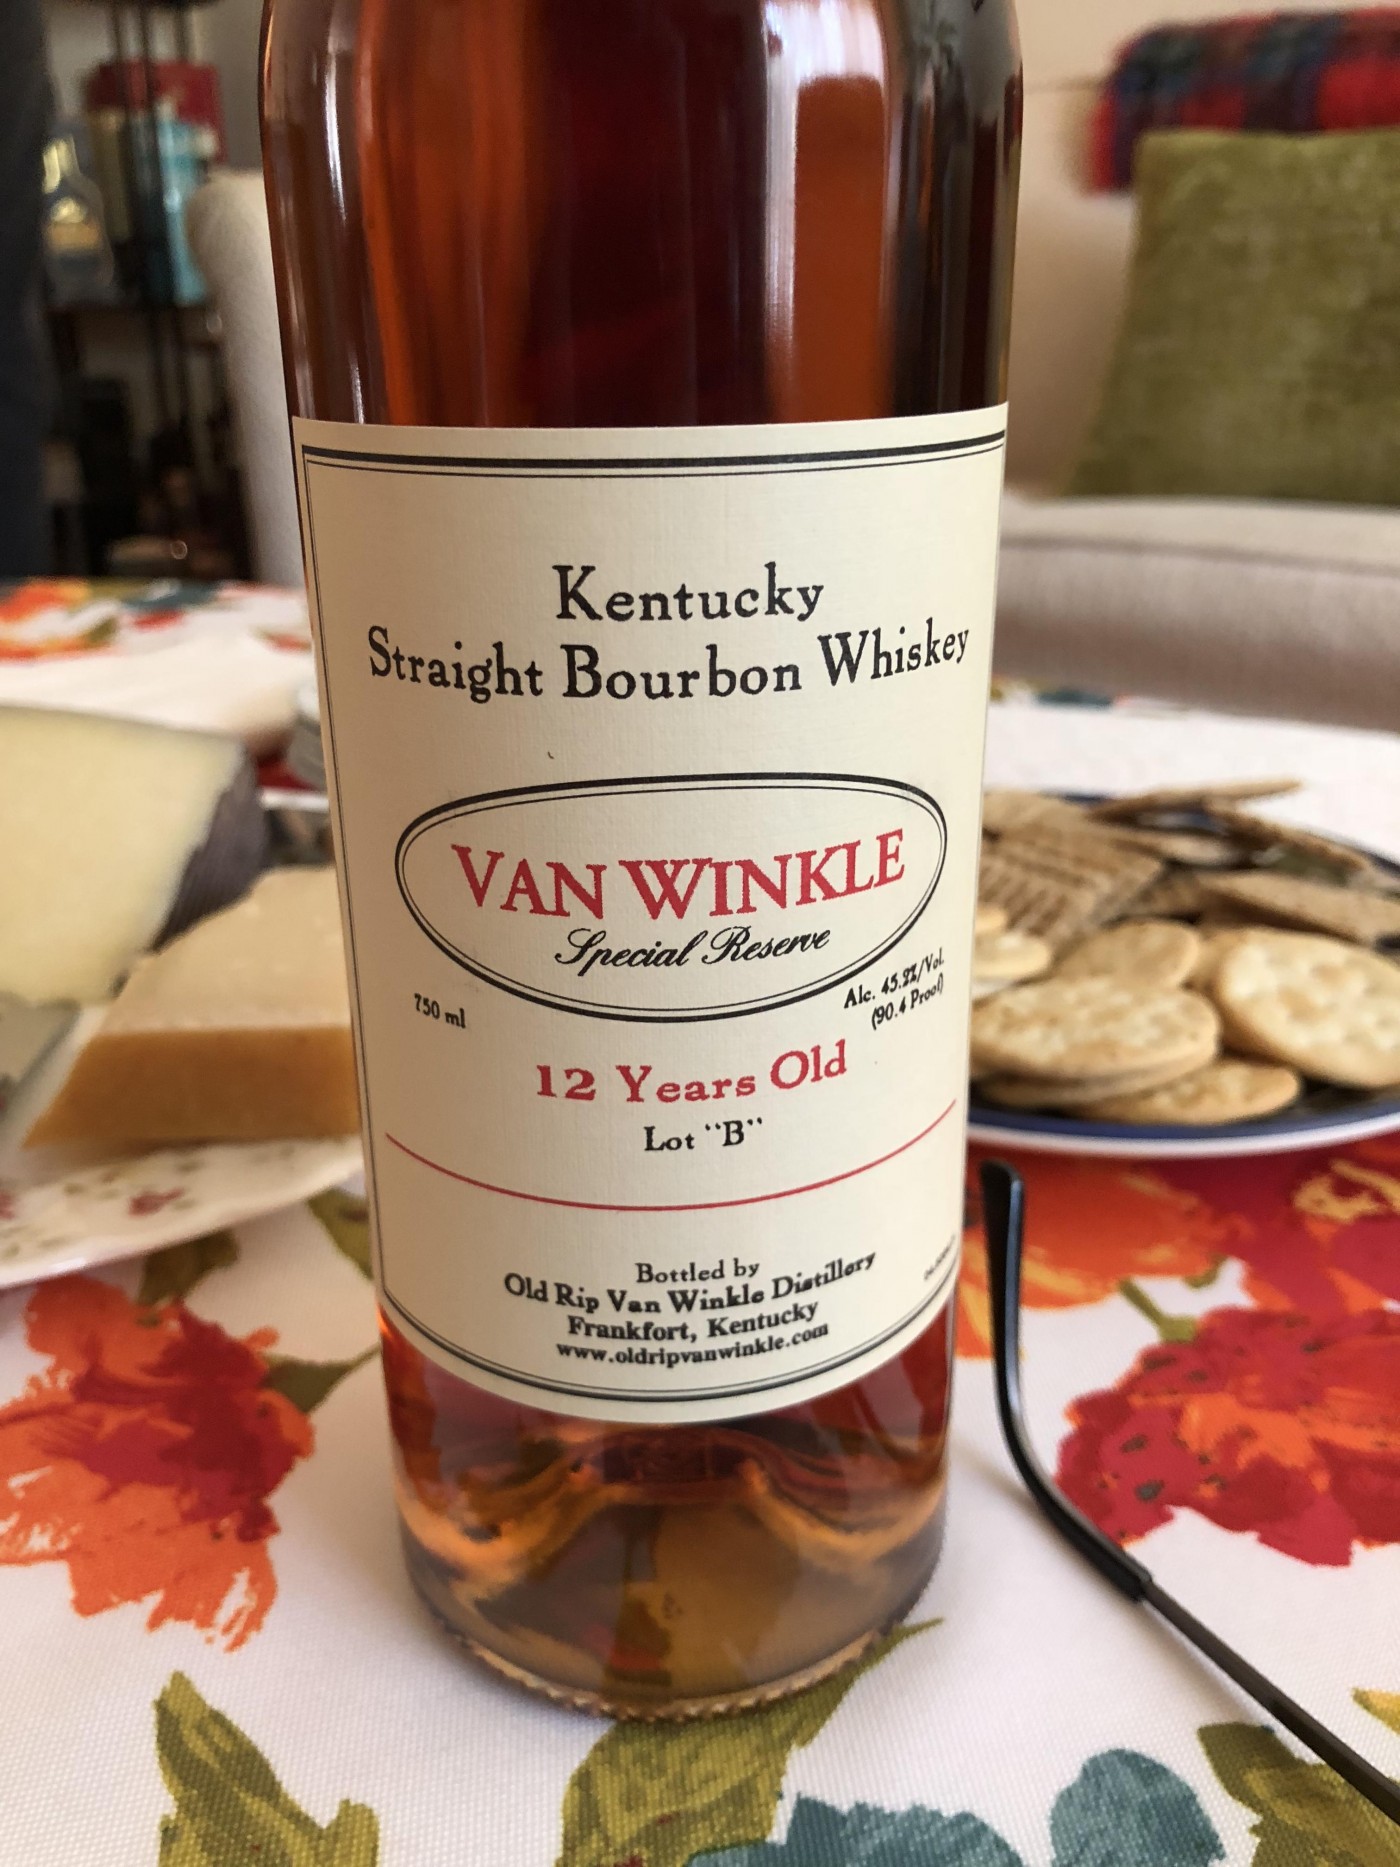 Kentucky
Straight Bourbon Whiskey
VAN WINKLE
Special Reserve
750 ml
Alc. 45.2%/Vol.
(90.4 Proof)
12 Years Old
Lot "B"
Bottled by
Old Rip Van Winkle Distillery
Frankfort, Kentucky
www.oldripvanwinkle.com